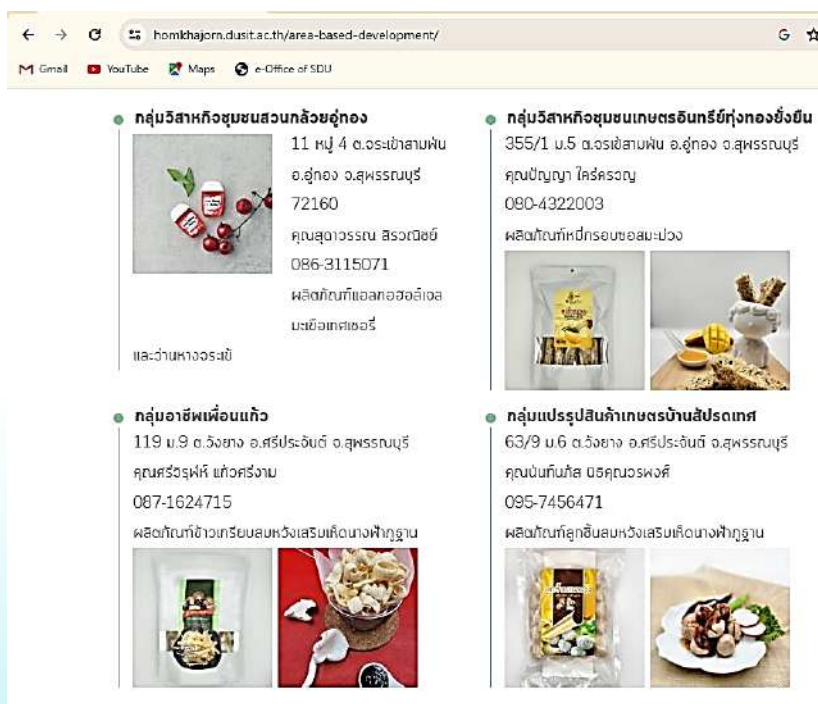 homkhajorn.dusit.ac.th/area-based-development/
Gmail YouTube Maps e-Office of SDU
กลุ่มวิสาหกิจชุมชนสวนกล้วยอู่ทอง
11 หมู่ 4 ต.จระเข้าสามพัน
อ.อู่ทอง จ.สุพรรณบุรี
72160
คุณสุดาวรรณ สิรวณิชย์
086-3115071
ผลิตภัณฑ์แอลกอฮอล์เจล
มะเขือเทศเชอรี่
และว่านหางจระเข้
กลุ่มวิสาหกิจชุมชนเกษตรอินทรีย์ทุ่งทองยั่งยืน
355/1 ม.5 ต.จรเข้สามพัน อ.อู่ทอง จ.สุพรรณบุรี
คุณปัญญา ใคร่ครวญ
080-4322003
ผลิตภัณฑ์หมี่กรอบซอสมะม่วง
กลุ่มอาชีพเพื่อนแก้ว
119 ม.9 ต.วังยาง อ.ศรีประจันต์ จ.สุพรรณบุรี
คุณศรีจรุฬห์ แก้วศรีงาม
087-1624715
ผลิตภัณฑ์ข้าวเกรียบสมหวังเสริมเห็ดนางฟ้าภูฐาน
กลุ่มแปรรูปสินค้าเกษตรบ้านสัปรดเทศ
63/9 ม.6 ต.วังยาง อ.ศรีประจันต์ จ.สุพรรณบุรี
คุณนันท์นภัส นิธิคุณวรพงศ์
095-7456471
ผลิตภัณฑ์ลูกชิ้นสมหวังเสริมเห็ดนางฟ้าภูฐาน